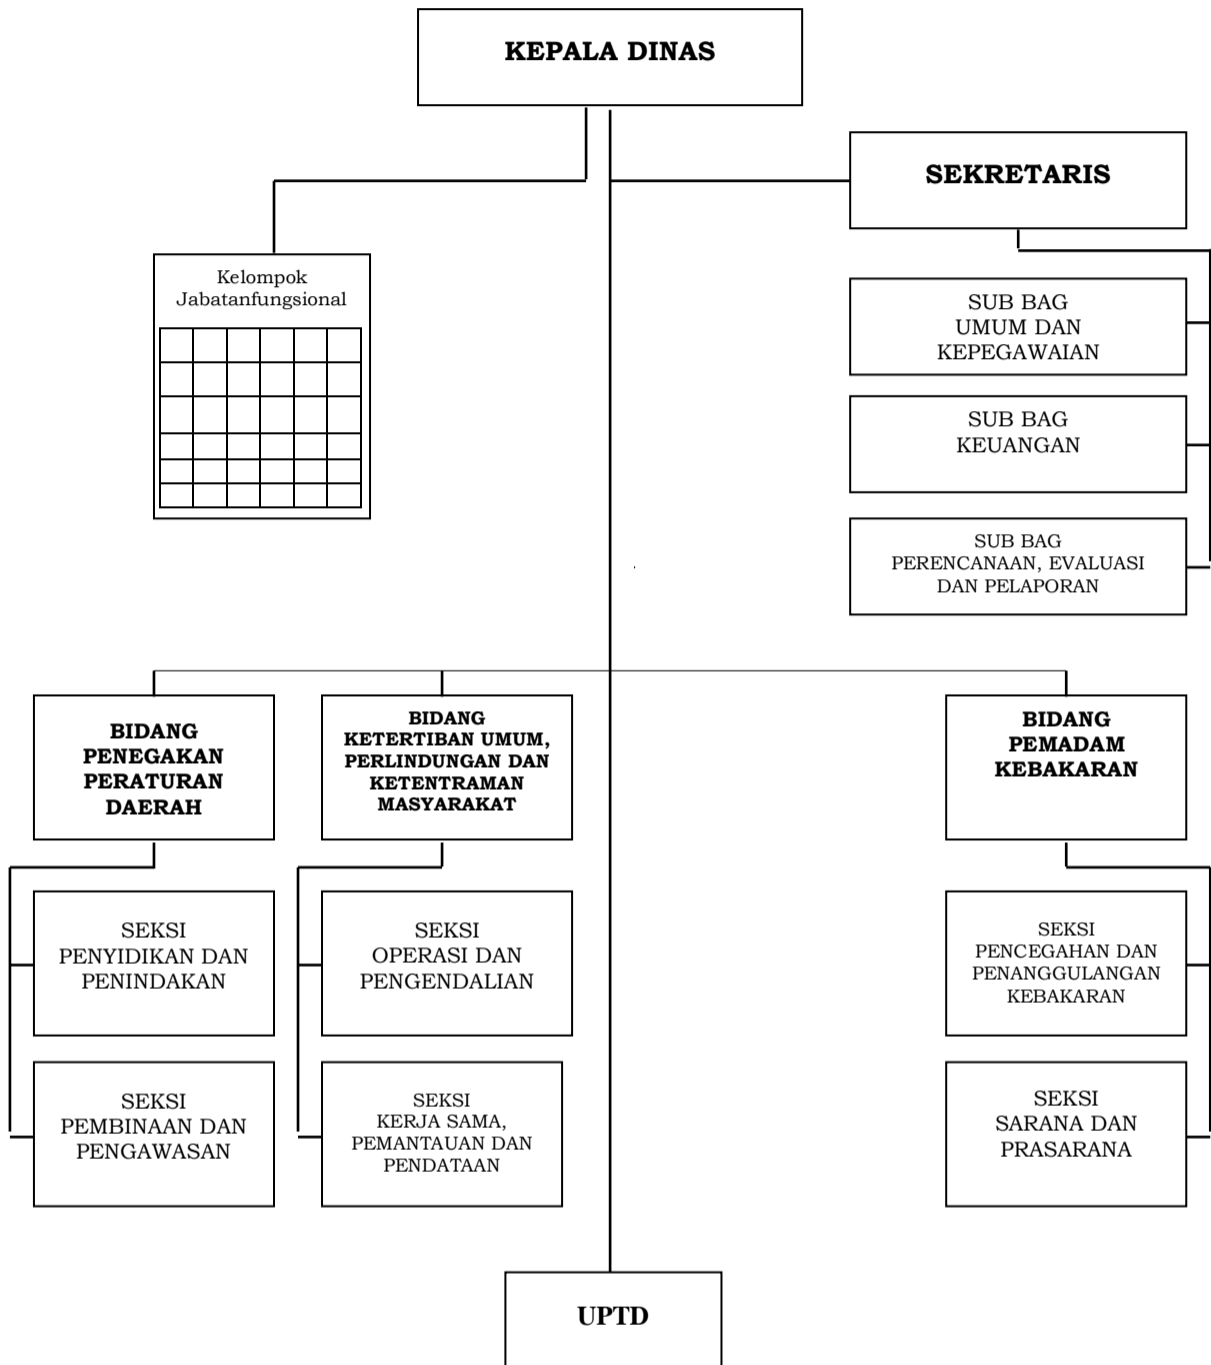 KEPALA DINAS
SEKRETARIS
Kelompok
Jabatanfungsional
SUB BAG
UMUM DAN
KEPEGAWAIAN
SUB BAG
KEUANGAN
SUB BAG
PERENCANAAN, EVALUASI
DAN PELAPORAN
BIDANG
PENEGAKAN
PERATURAN
DAERAH
BIDANG
KETERTIBAN UMUM,
PERLINDUNGAN DAN
KETENTRAMAN
MASYARAKAT
BIDANG
PEMADAM
KEBAKARAN
SEKSI
PENYIDIKAN DAN
PENINDAKAN
SEKSI
OPERASI DAN
PENGENDALIAN
SEKSI
PENCEGAHAN DAN
PENANGGULANGAN
KEBAKARAN
SEKSI
PEMBINAAN DAN
PENGAWASAN
SEKSI
KERJA SAMA,
PEMANTAUAN DAN
PENDATAAN
SEKSI
SARANA DAN
PRASARANA
UPTD